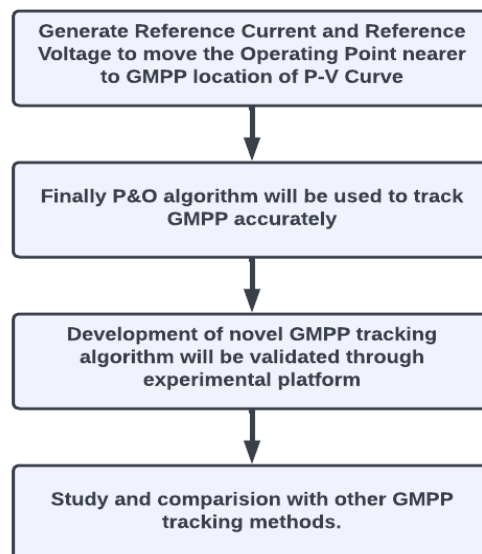 Generate Reference Current and Reference
Voltage to move the Operating Point nearer
to GMPP location of P-V Curve
Finally P&O algorithm will be used to track
GMPP accurately
Development of novel GMPP tracking
algorithm will be validated through
experimental platform
Study and comparision with other GMPP
tracking methods.